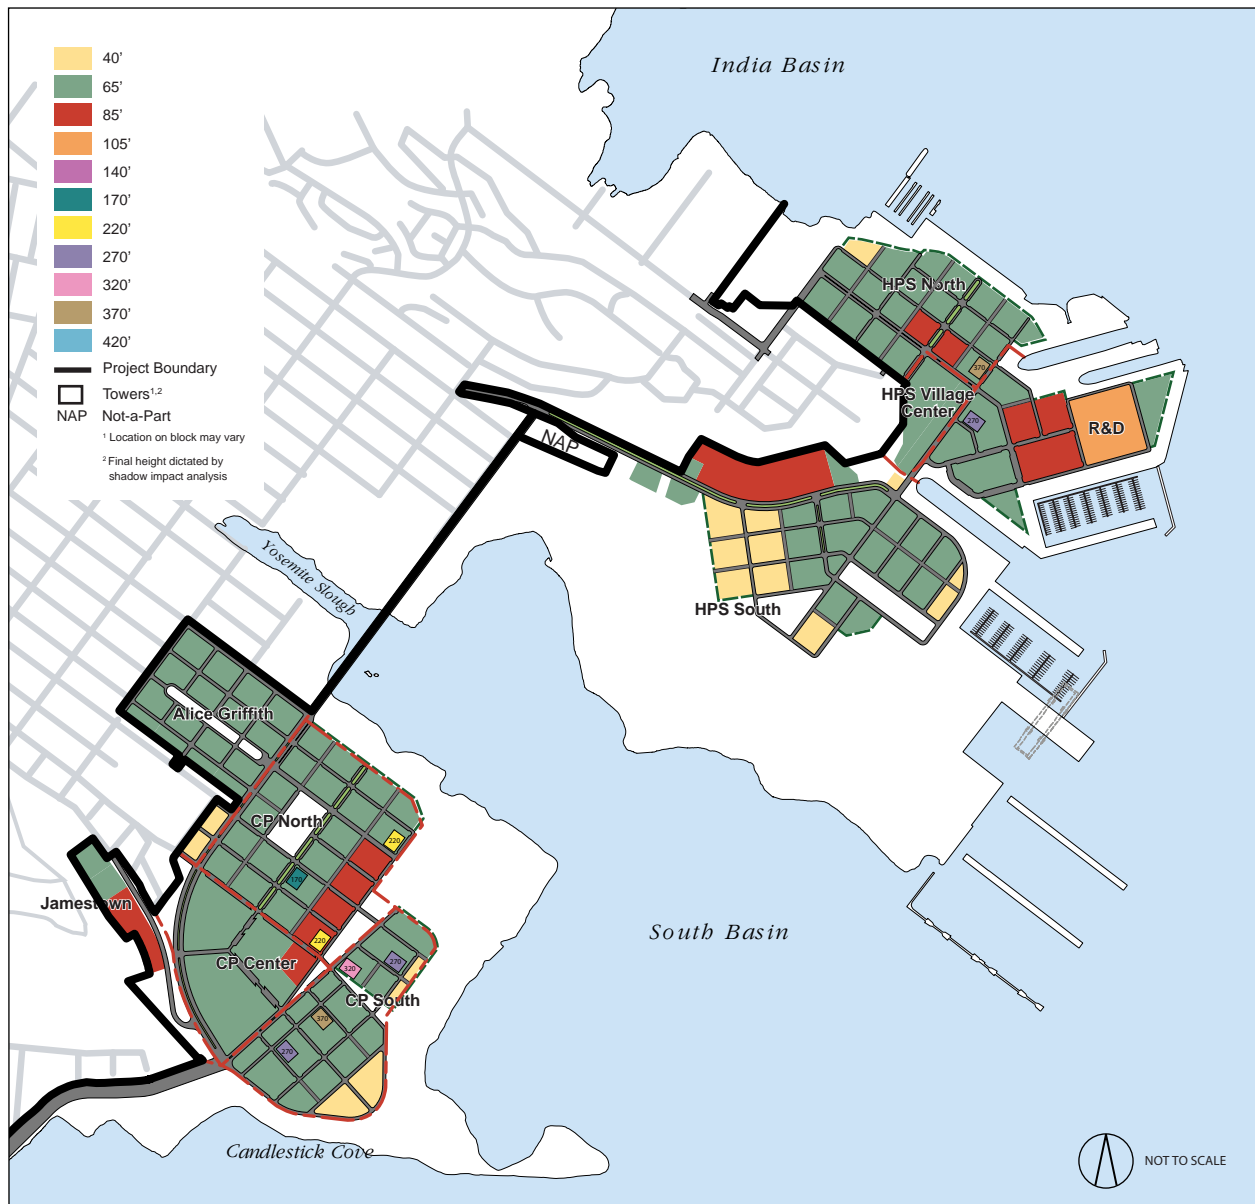 India Basin
40'
65'
85'
105'
140'
170'
220'
270'
320'
370'
420'
Project Boundary
Towers1,2
NAP Not-a-Part
1 Location on block may vary
2 Final height dictated by
shadow impact analysis
HPS North
370
HPS Village
Center
270
R&D
NAP
Yosemite Slough
HPS South
Alice Griffith
CP North
220
170
Jamestown
220
South Basin
CP Center
320
270
CP South
370
270
Candlestick Cove
NOT TO SCALE